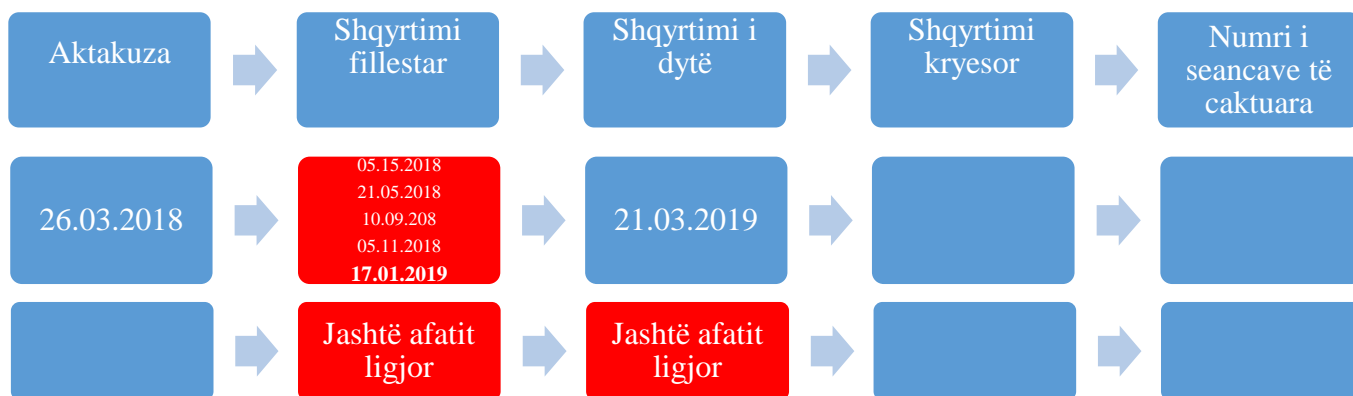 Aktakuza
Shqyrtimi
fillestar
Shqyrtimi i
dytë
Shqyrtimi
kryesor
Numri i
seancave të
caktuara
26.03.2018
05.15.2018
21.05.2018
10.09.208
05.11.2018
17.01.2019
21.03.2019
Jashtë afatit
ligjor
Jashtë afatit
ligjor